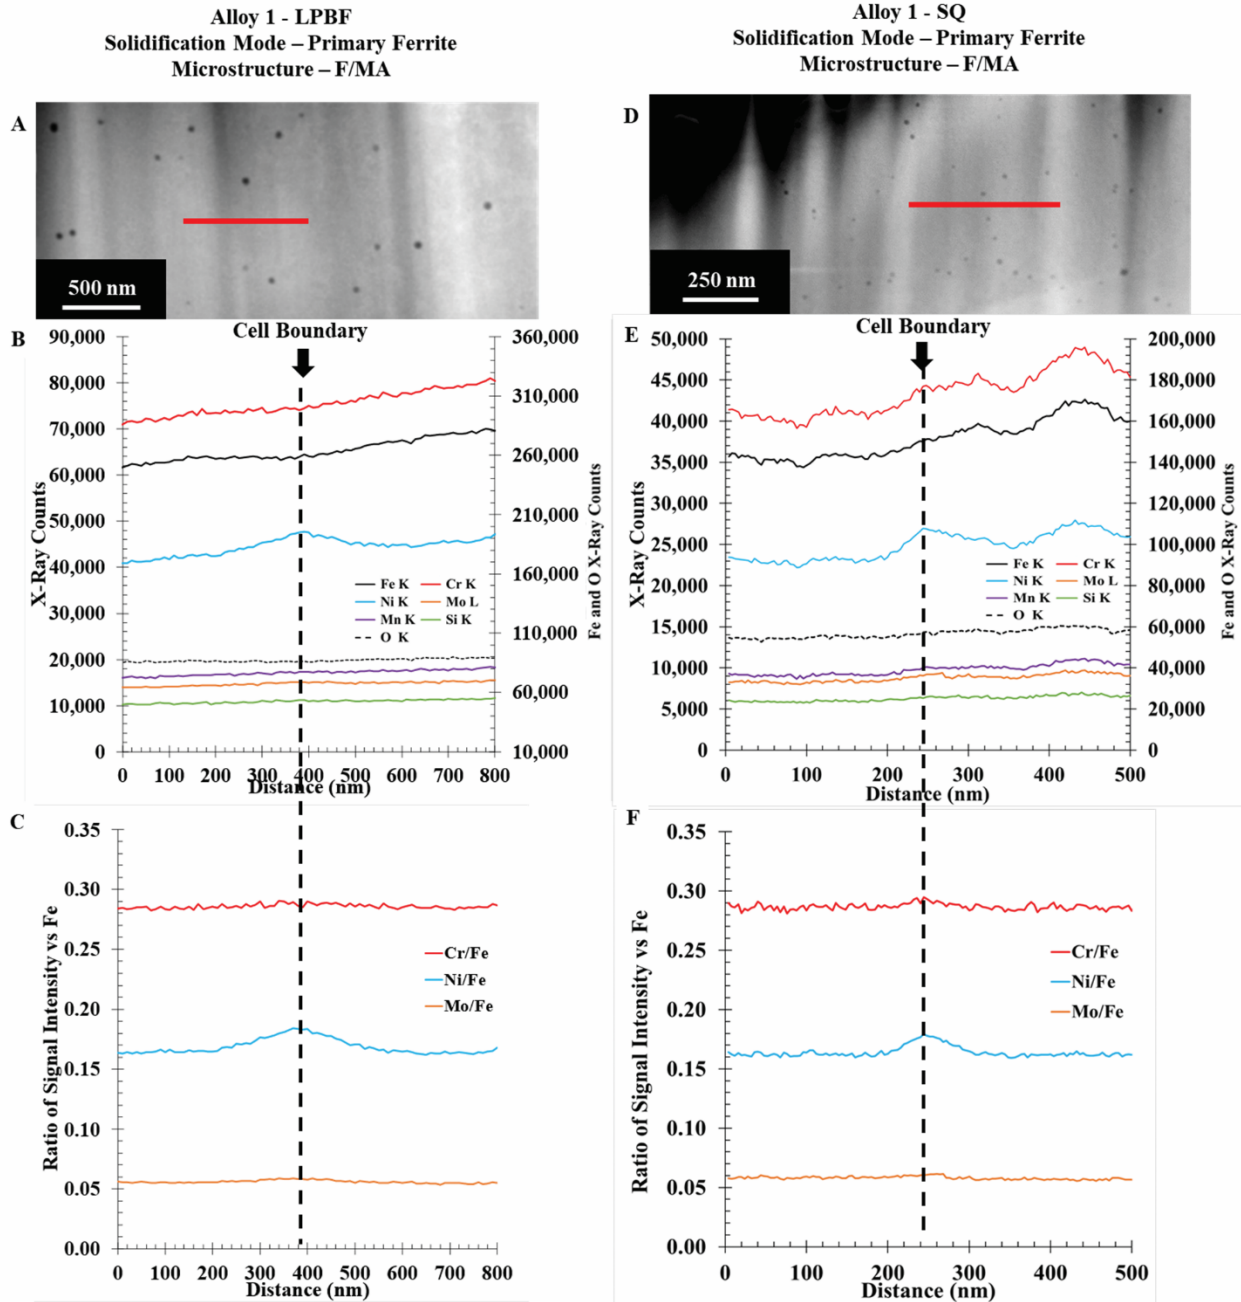 Alloy 1 - LPBF
Solidification Mode – Primary Ferrite
Microstructure – F/MA
Alloy 1 - SQ
Solidification Mode – Primary Ferrite
Microstructure – F/MA
A
500 nm
D
250 nm
B
Cell Boundary
90,000
80,000
70,000
60,000
50,000
40,000
30,000
20,000
10,000
0
X-Ray Counts
360,000
310,000
260,000
210,000
160,000
110,000
60,000
10,000
Fe and O X-Ray Counts
Fe K
Cr K
Ni K
Mo L
Mn K
Si K
O K
0 100 200 300 400 500 600 700 800
Distance (nm)
E
Cell Boundary
50,000
45,000
40,000
35,000
30,000
25,000
20,000
15,000
10,000
5,000
0
X-Ray Counts
200,000
180,000
160,000
140,000
120,000
100,000
80,000
60,000
40,000
20,000
0
Fe and O X-Ray Counts
Fe K
Cr K
Ni K
Mo L
Mn K
Si K
O K
0 100 200 300 400 500
Distance (nm)
C
0.35
0.30
0.25
0.20
0.15
0.10
0.05
0.00
Ratio of Signal Intensity vs Fe
Cr/Fe
Ni/Fe
Mo/Fe
0 100 200 300 400 500 600 700 800
Distance (nm)
F
0.35
0.30
0.25
0.20
0.15
0.10
0.05
0.00
Ratio of Signal Intensity vs Fe
Cr/Fe
Ni/Fe
Mo/Fe
0 100 200 300 400 500
Distance (nm)